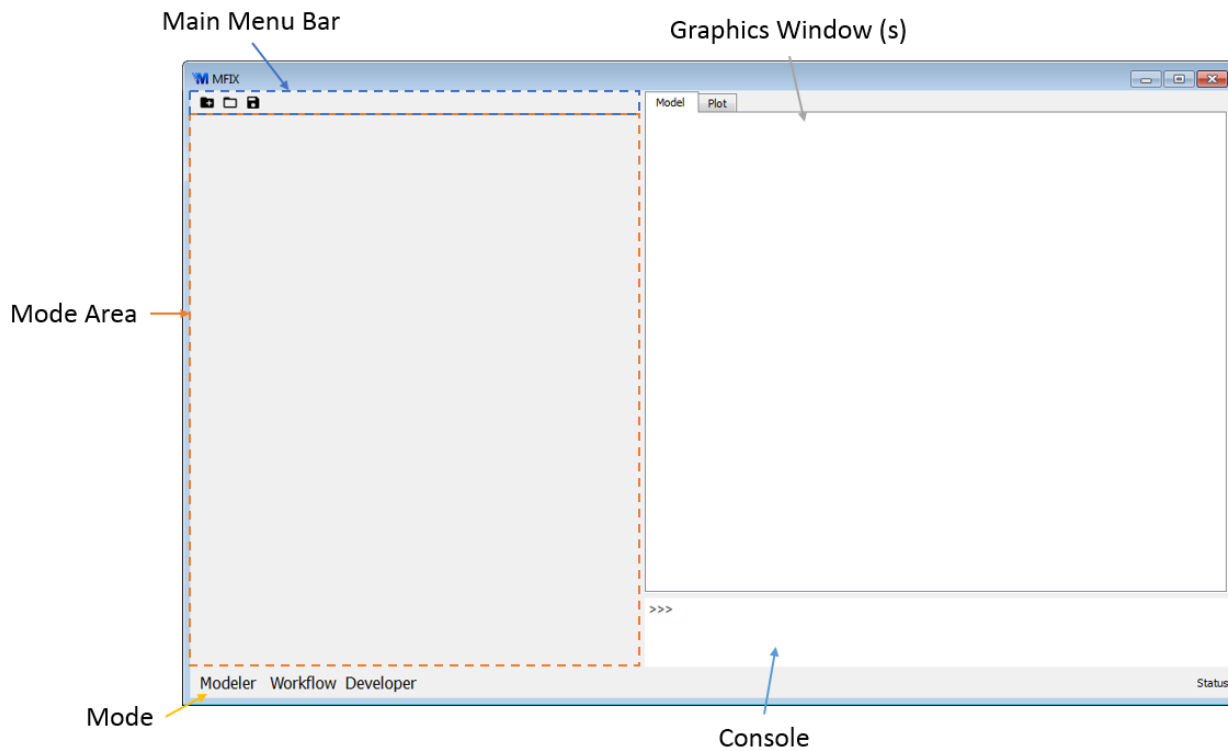 Main Menu Bar
Graphics Window (s)
MFIX
Model Plot
Mode Area
>>>
Modeler Workflow Developer
Status
Mode
Console